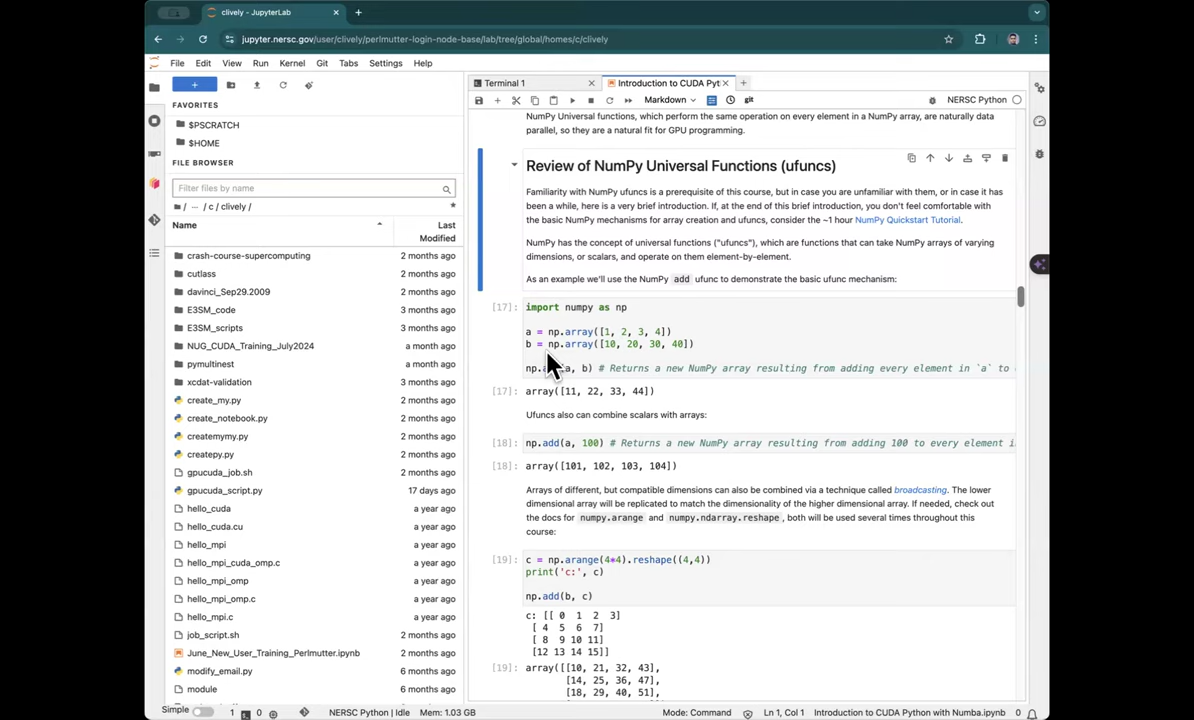 clively - JupyterLab
jupyter.nersc.gov/user/clively/perlmutter-login-node-base/lab/tree/global/homes/c/clively
File Edit View Run Kernel Git Tabs Settings Help
FAVORITES
$PSCRATCH
$HOME
FILE BROWSER
Filter files by name
/ ··· / c / clively /
Name Last Modified
crash-course-supercomputing 2 months ago
cutlass 2 months ago
davinci_Sep29.2009 2 months ago
E3SM_code 2 months ago
E3SM_scripts 2 months ago
NUG_CUDA_Training_July2024 a month ago
pymultinest a month ago
xcdat-validation 2 months ago
create_my.py 2 months ago
create_notebook.py 2 months ago
createmymy.py 2 months ago
createpy.py 2 months ago
gpucuda_job.sh 2 months ago
gpucuda_script.py 17 days ago
hello_cuda a year ago
hello_cuda.cu a year ago
hello_mpi a year ago
hello_mpi_cuda_omp.c a year ago
hello_mpi_omp a year ago
hello_mpi_omp.c a year ago
hello_mpi.c a year ago
job_script.sh 2 months ago
June_New_User_Training_Perlmutter.ipynb 2 months ago
modify_email.py 6 months ago
module 6 months ago
Terminal 1
Introduction to CUDA Pyt
Markdown
git
NERSC Python
NumPy Universal functions, which perform the same operation on every element in a NumPy array, are naturally data
parallel, so they are a natural fit for GPU programming.
Review of NumPy Universal Functions (ufuncs)
Familiarity with NumPy ufuncs is a prerequisite of this course, but in case you are unfamiliar with them, or in case it has
been a while, here is a very brief introduction. If, at the end of this brief introduction, you don't feel comfortable with
the basic NumPy mechanisms for array creation and ufuncs, consider the ~1 hour NumPy Quickstart Tutorial.
NumPy has the concept of universal functions ("ufuncs"), which are functions that can take NumPy arrays of varying
dimensions, or scalars, and operate on them element-by-element.
As an example we'll use the NumPy add ufunc to demonstrate the basic ufunc mechanism:
[17]: import numpy as np
a = np.array([1, 2, 3, 4])
b = np.array([10, 20, 30, 40])
np. a, b) # Returns a new NumPy array resulting from adding every element in `a` to
[17]: array([11, 22, 33, 44])
Ufuncs also can combine scalars with arrays:
[18]: np.add(a, 100) # Returns a new NumPy array resulting from adding 100 to every element i
[18]: array([101, 102, 103, 104])
Arrays of different, but compatible dimensions can also be combined via a technique called broadcasting. The lower
dimensional array will be replicated to match the dimensionality of the higher dimensional array. If needed, check out
the docs for numpy.arange and numpy.ndarray.reshape, both will be used several times throughout this
course:
[19]: c = np.arange(4*4).reshape((4,4))
print('c:', c)
np.add(b, c)
c: [[ 0 1 2 3]
[ 4 5 6 7]
[ 8 9 10 11]
[12 13 14 15]]
[19]: array([[10, 21, 32, 43],
[14, 25, 36, 47],
[18, 29, 40, 51],
Simple 1 0 NERSC Python | Idle Mem: 1.03 GB Mode: Command Ln 1, Col 1 Introduction to CUDA Python with Numba.ipynb 0